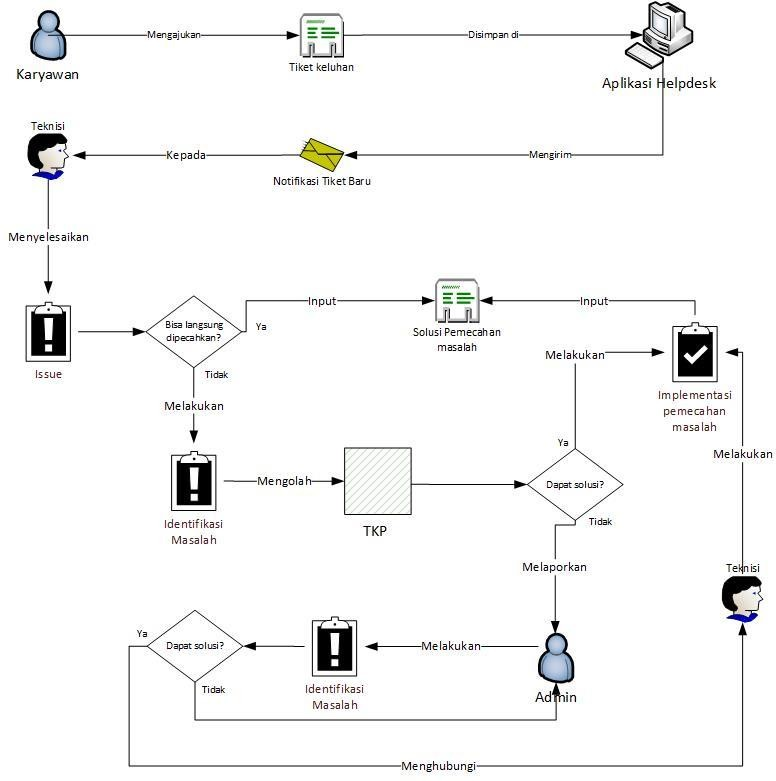 Mengajukan
Disimpan di
Karyawan
Tiket keluhan
Aplikasi Helpdesk
Teknisi
Kepada
Mengirim
Notifikasi Tiket Baru
Menyelesaikan
Bisa langsung
dipecahkan?
Ya
Input
Input
Solusi Pemecahan
masalah
Issue
Tidak
Melakukan
Melakukan
Implementasi
pemecahan
masalah
Ya
Melakukan
Mengolah
Dapat solusi?
Identifikasi
Masalah
TKP
Tidak
Melaporkan
Teknisi
Ya
Dapat solusi?
Melakukan
Tidak
Identifikasi
Masalah
Admin
Menghubungi